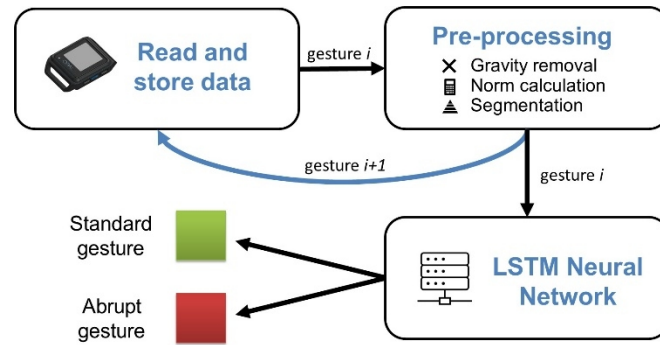 Read and
store data
gesture i
Pre-processing
Gravity removal
Norm calculation
Segmentation
gesture i+1
gesture i
Standard
gesture
LSTM Neural
Network
Abrupt
gesture